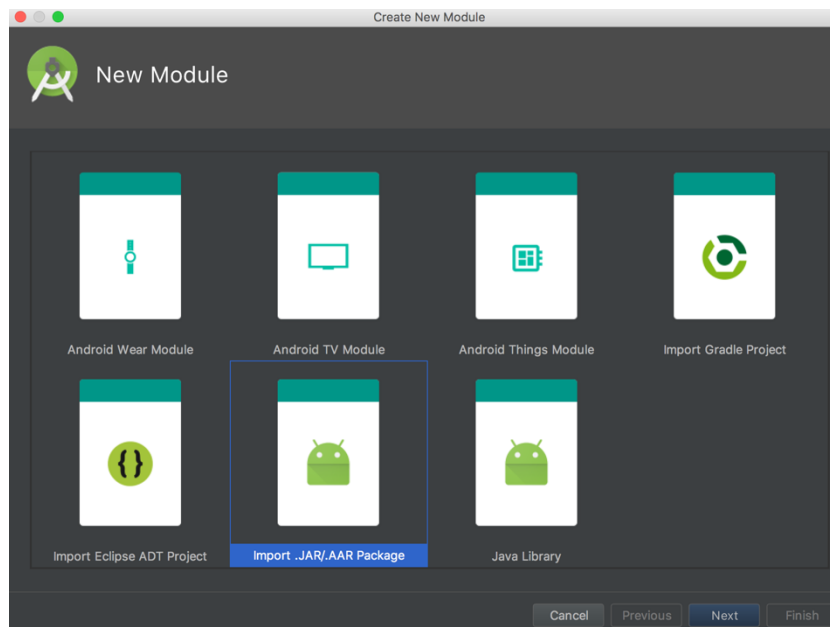 Create New Module
New Module
Android Wear Module
Android TV Module
Android Things Module
Import Gradle Project
{}
Import Eclipse ADT Project
Import .JAR/.AAR Package
Java Library
Cancel
Previous
Next
Finish